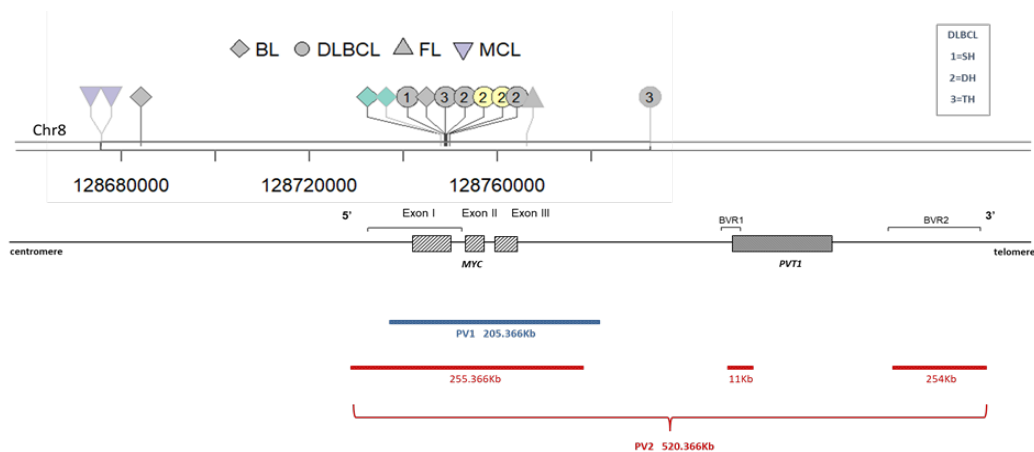 BL DLBCL FL MCL
DLBCL
1=SH
2=DH
3=TH
1 3 2 2 2 2 3
Chr8
128680000 128720000 128760000
5' Exon I Exon II Exon III BVR1 BVR2 3'
centromere MYC PVT1 telomere
PV1 205.366Kb
255.366Kb 11Kb 254Kb
PV2 520.366Kb